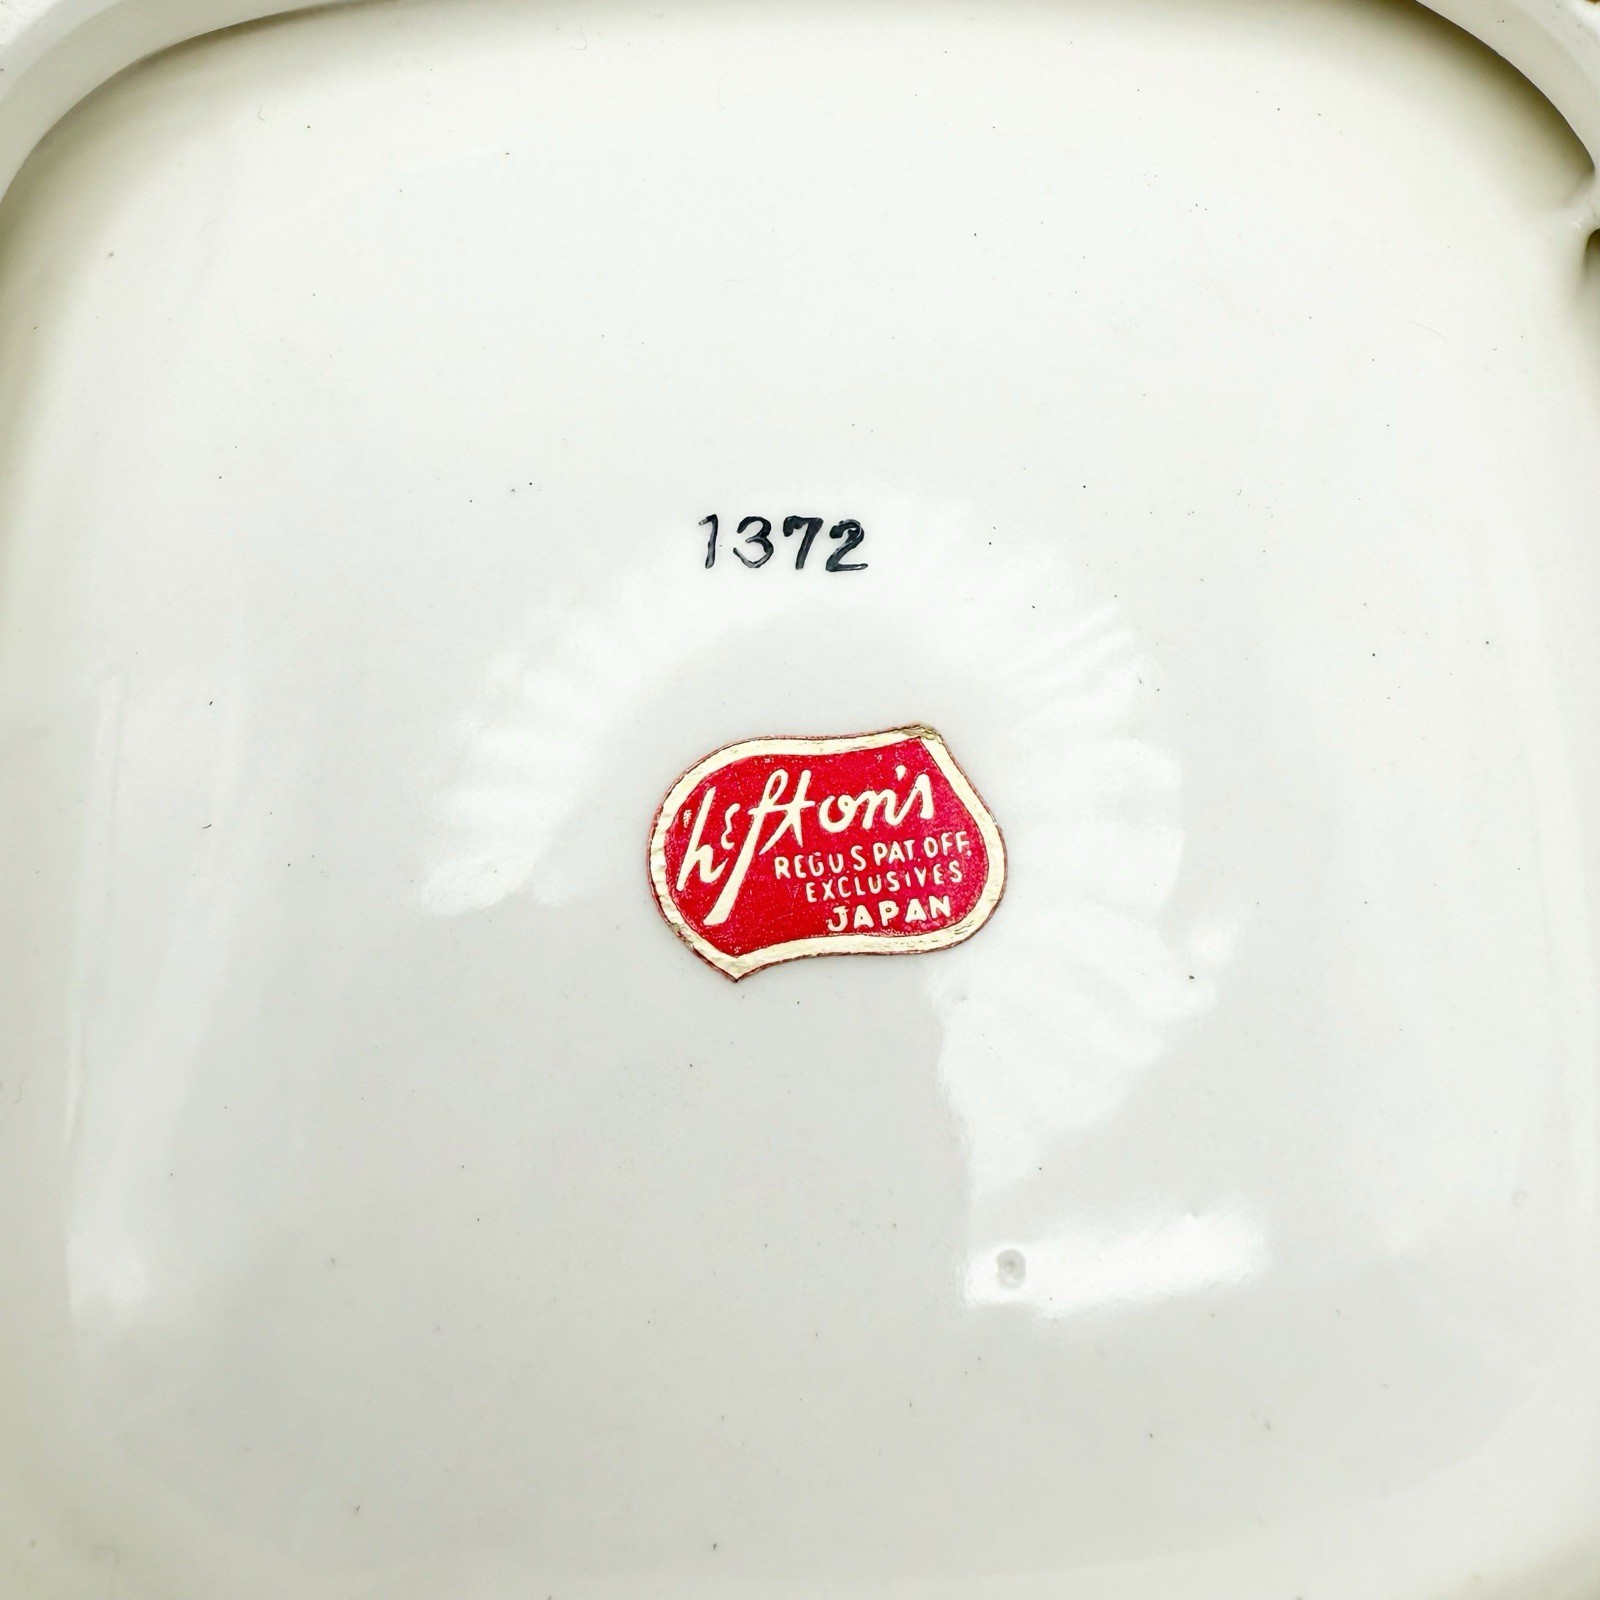 1372
Lefton's
REG U S PAT. OFF.
EXCLUSIVES
JAPAN